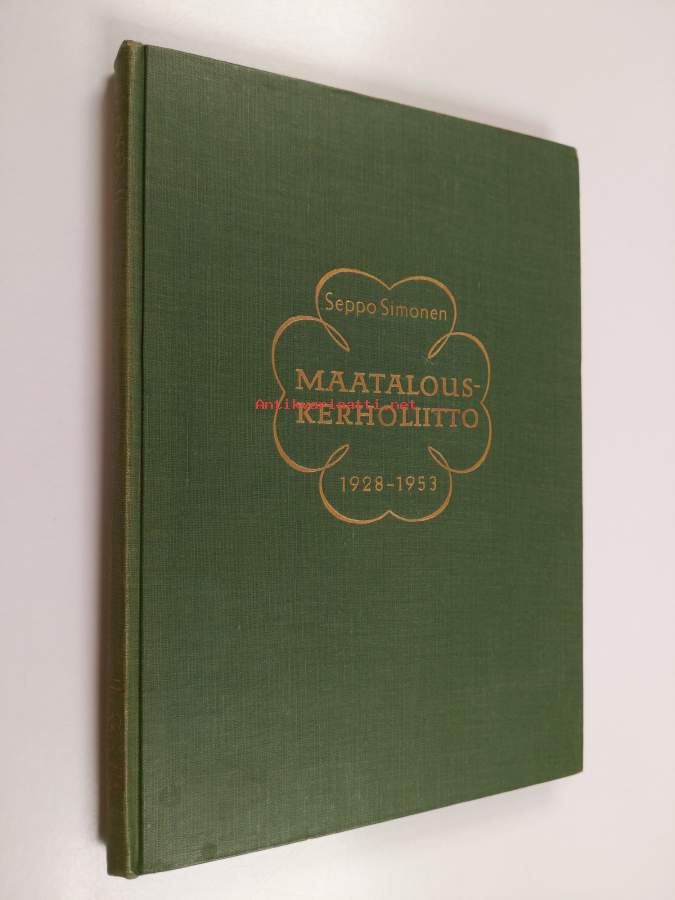 Seppo Simonen
MAATALOUS-
Antikvariaatti.net
KERHOLIITTO
1928-1953